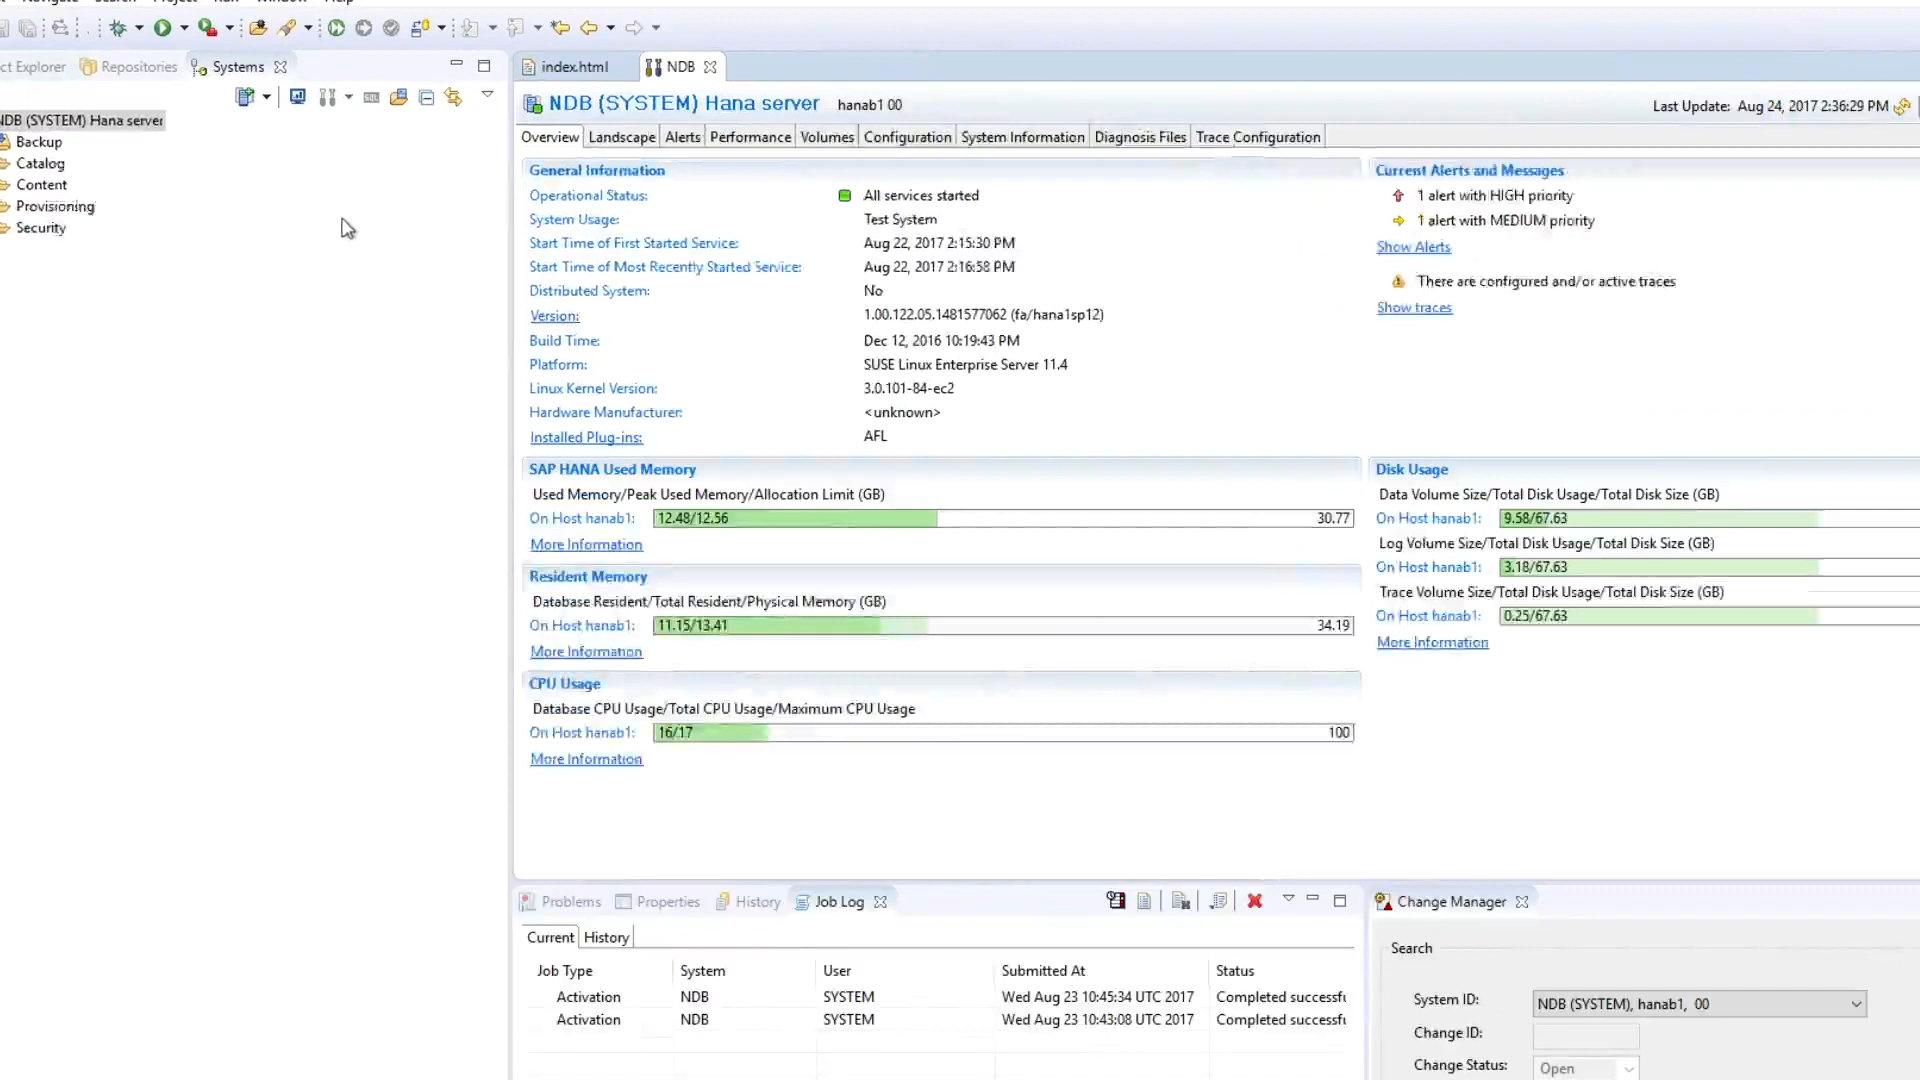 Navigate Search Project Run Window Help
ct Explorer Repositories Systems
NDB (SYSTEM) Hana server
Backup
Catalog
Content
Provisioning
Security
index.html NDB
NDB (SYSTEM) Hana server hanab1 00
Last Update: Aug 24, 2017 2:36:29 PM
Overview Landscape Alerts Performance Volumes Configuration System Information Diagnosis Files Trace Configuration
General Information
Operational Status: All services started
System Usage: Test System
Start Time of First Started Service: Aug 22, 2017 2:15:30 PM
Start Time of Most Recently Started Service: Aug 22, 2017 2:16:58 PM
Distributed System: No
Version: 1.00.122.05.1481577062 (fa/hana1sp12)
Build Time: Dec 12, 2016 10:19:43 PM
Platform: SUSE Linux Enterprise Server 11.4
Linux Kernel Version: 3.0.101-84-ec2
Hardware Manufacturer: <unknown>
Installed Plug-ins: AFL
Current Alerts and Messages
1 alert with HIGH priority
1 alert with MEDIUM priority
Show Alerts
There are configured and/or active traces
Show traces
SAP HANA Used Memory
Used Memory/Peak Used Memory/Allocation Limit (GB)
On Host hanab1: 12.48/12.56 30.77
More Information
Resident Memory
Database Resident/Total Resident/Physical Memory (GB)
On Host hanab1: 11.15/13.41 34.19
More Information
CPU Usage
Database CPU Usage/Total CPU Usage/Maximum CPU Usage
On Host hanab1: 16/17 100
More Information
Disk Usage
Data Volume Size/Total Disk Usage/Total Disk Size (GB)
On Host hanab1: 9.58/67.63
Log Volume Size/Total Disk Usage/Total Disk Size (GB)
On Host hanab1: 3.18/67.63
Trace Volume Size/Total Disk Usage/Total Disk Size (GB)
On Host hanab1: 0.25/67.63
More Information
Problems Properties History Job Log
Current History
Job Type System User Submitted At Status
Activation NDB SYSTEM Wed Aug 23 10:45:34 UTC 2017 Completed successfu
Activation NDB SYSTEM Wed Aug 23 10:43:08 UTC 2017 Completed successfu
Change Manager
Search
System ID: NDB (SYSTEM), hanab1, 00
Change ID:
Change Status: Open